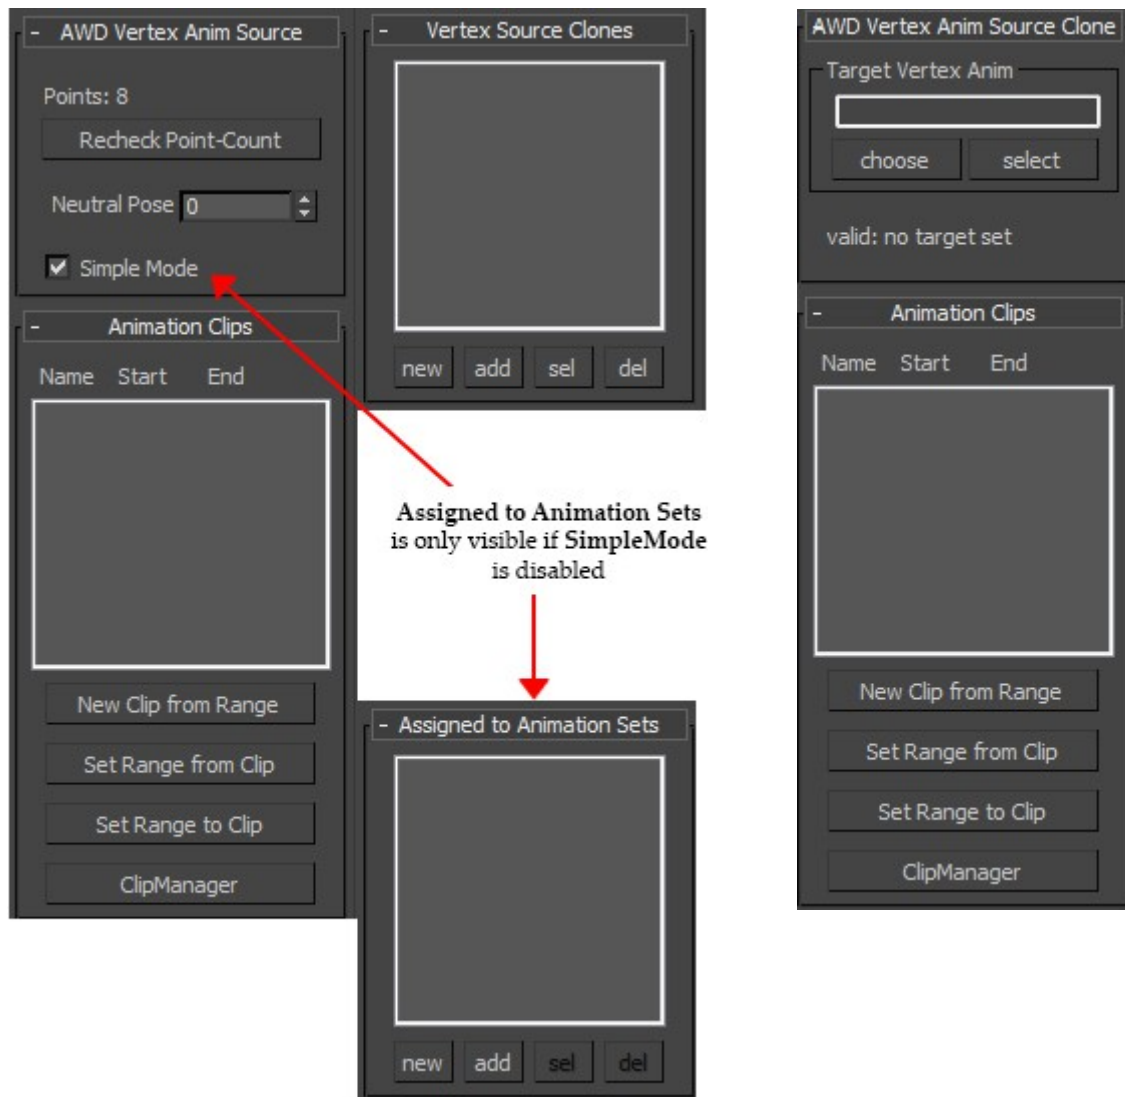 - AWD Vertex Anim Source
Points: 8
Recheck Point-Count
Neutral Pose 0
Simple Mode
- Animation Clips
Name Start End
New Clip from Range
Set Range from Clip
Set Range to Clip
ClipManager
- Vertex Source Clones
new add sel del
Assigned to Animation Sets
is only visible if SimpleMode
is disabled
- Assigned to Animation Sets
new add sel del
AWD Vertex Anim Source Clone
Target Vertex Anim
choose select
valid: no target set
- Animation Clips
Name Start End
New Clip from Range
Set Range from Clip
Set Range to Clip
ClipManager